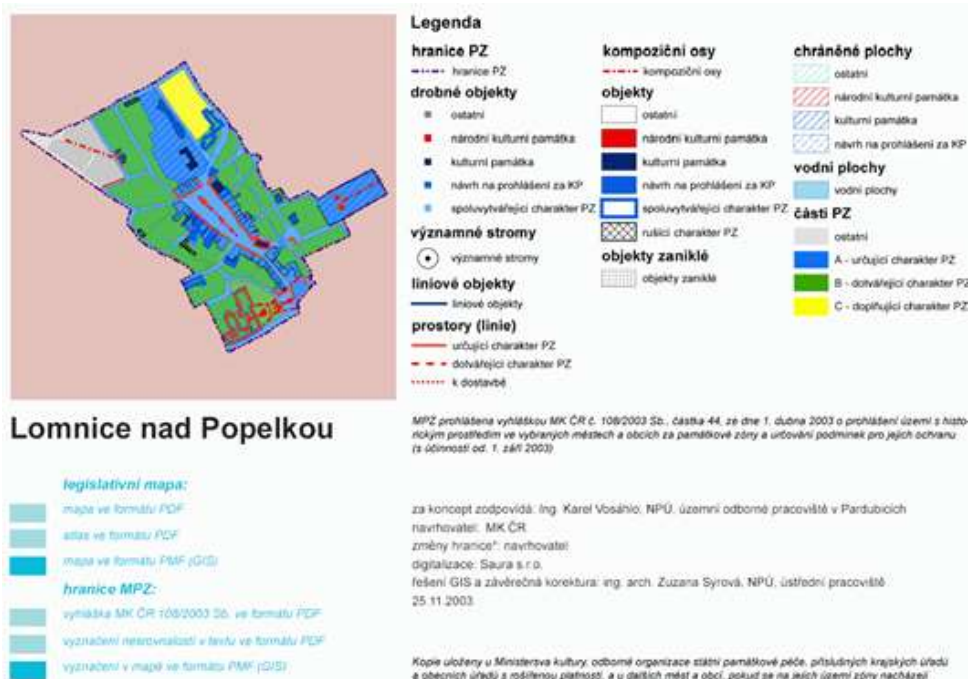 Legenda
hranice PZ
hranice PZ
drobné objekty
ostatní
národní kulturní památka
kulturní památka
návrh na prohlášení za KP
spoluvytvářející charakter PZ
významné stromy
významné stromy
liniové objekty
liniové objekty
prostory (linie)
určující charakter PZ
dotvářející charakter PZ
k dostavbě
kompoziční osy
kompoziční osy
objekty
ostatní
národní kulturní památka
kulturní památka
návrh na prohlášení za KP
spoluvytvářející charakter PZ
rušící charakter PZ
objekty zaniklé
objekty zaniklé
chráněné plochy
ostatní
národní kulturní památka
kulturní památka
návrh na prohlášení za KP
vodní plochy
vodní plochy
části PZ
ostatní
A - určující charakter PZ
B - dotvářející charakter PZ
C - doplňující charakter PZ
Lomnice nad Popelkou
MPZ prohlášena vyhláškou MK ČR č. 108/2003 Sb., částka 44, ze dne 1. dubna 2003 o prohlášení území s histo-
rickým prostředím ve vybraných městech a obcích za památkové zóny a určování podmínek pro jejich ochranu
(s účinností od. 1. září 2003)
legislativní mapa:
mapa ve formátu PDF
atlas ve formátu PDF
mapa ve formátu PMF (GIS)
hranice MPZ:
vyhláška MK ČR 108/2003 Sb. ve formátu PDF
vyznačení nesrovnalostí v textu ve formátu PDF
vyznačení v mapě ve formátu PMF (GIS)
za koncept zodpovídá: Ing. Karel Vosáhlo, NPÚ, územní odborné pracoviště v Pardubicích
navrhovatel: MK ČR
změny hranice*: navrhovatel
digitalizace: Saura s.r.o.
řešení GIS a závěrečná korektura: ing. arch. Zuzana Syrová, NPÚ, ústřední pracoviště
25.11.2003
Kopie uloženy u Ministersva kultury, odborné organizace státní památkové péče, příslušných krajských úřadů
a obecních úřadů s rošířenou platností, a u dalších měst a obcí, pokud se na jejich území zóny nacházejí